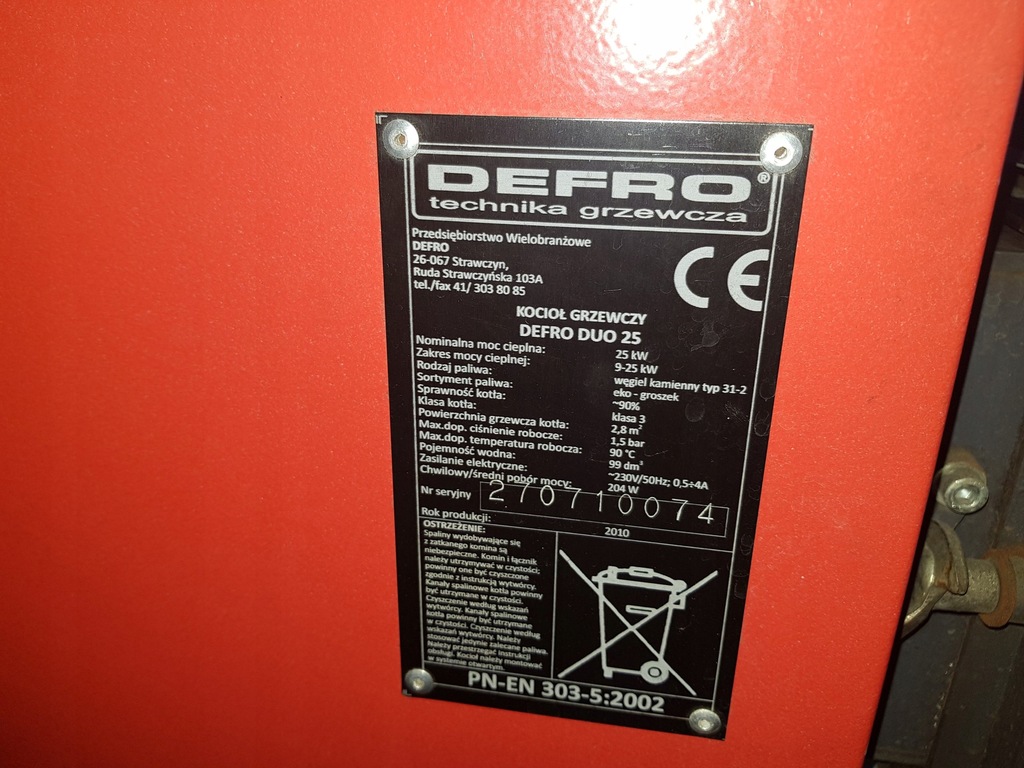 DEFRO®
technika grzewcza
Przedsiębiorstwo Wielobranżowe
DEFRO
26-067 Strawczyn,
Ruda Strawczyńska 103A
tel./fax 41/ 303 80 85
CE
KOCIOŁ GRZEWCZY
DEFRO DUO 25
Nominalna moc cieplna: 25 kW
Zakres mocy cieplnej: 9-25 kW
Rodzaj paliwa: węgiel kamienny typ 31-2
Sortyment paliwa: eko - groszek
Sprawność kotła: ~90%
Klasa kotła: klasa 3
Powierzchnia grzewcza kotła: 2,8 m²
Max.dop. ciśnienie robocze: 1,5 bar
Max.dop. temperatura robocza: 90 °C
Pojemność wodna: 99 dm³
Zasilanie elektryczne: ~230V/50Hz; 0,5÷4A
Chwilowy/średni pobór mocy: 204 W
Nr seryjny 270710074
Rok produkcji: 2010
OSTRZEŻENIE:
Spaliny wydobywające się
z zatkanego komina są
niebezpieczne. Komin i łącznik
należy utrzymywać w czystości;
powinny one być czyszczone
zgodnie z instrukcją wytwórcy.
Kanały spalinowe kotła powinny
być utrzymane w czystości.
Czyszczenie według wskazań
wytwórcy. Kanały spalinowe
kotła powinny być utrzymane
w czystości. Czyszczenie według
wskazań wytwórcy. Należy
stosować jedynie zalecane paliwa.
Należy przestrzegać instrukcji
obsługi. Kocioł należy montować
w systemie otwartym.
PN-EN 303-5:2002